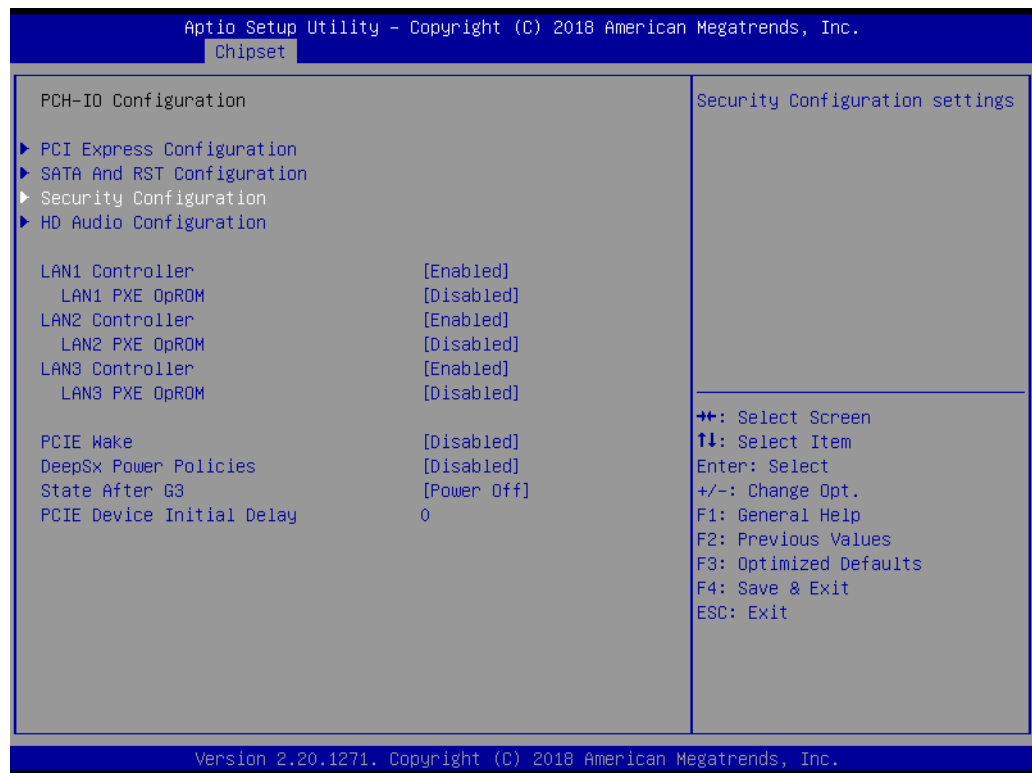 Aptio Setup Utility – Copyright (C) 2018 American Megatrends, Inc.
Chipset
PCH-IO Configuration
Security Configuration settings
PCI Express Configuration
SATA And RST Configuration
Security Configuration
HD Audio Configuration
LAN1 Controller [Enabled]
LAN1 PXE OpROM [Disabled]
LAN2 Controller [Enabled]
LAN2 PXE OpROM [Disabled]
LAN3 Controller [Enabled]
LAN3 PXE OpROM [Disabled]
PCIE Wake [Disabled]
DeepSx Power Policies [Disabled]
State After G3 [Power Off]
PCIE Device Initial Delay 0
→←: Select Screen
↑↓: Select Item
Enter: Select
+/-: Change Opt.
F1: General Help
F2: Previous Values
F3: Optimized Defaults
F4: Save & Exit
ESC: Exit
Version 2.20.1271. Copyright (C) 2018 American Megatrends, Inc.